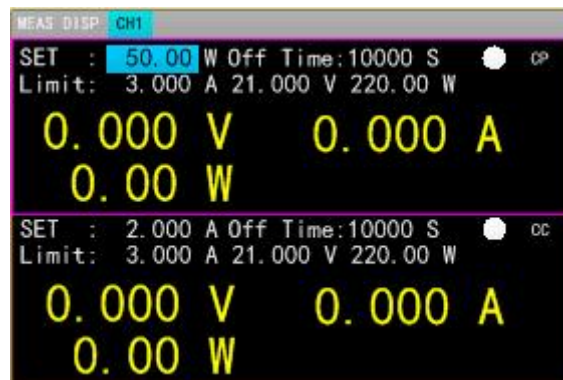 MEAS DISP CH1
SET : 50.00 W Off Time:10000 S CP
Limit: 3.000 A 21.000 V 220.00 W
0.000 V 0.000 A
0.00 W
SET : 2.000 A Off Time:10000 S CC
Limit: 3.000 A 21.000 V 220.00 W
0.000 V 0.000 A
0.00 W